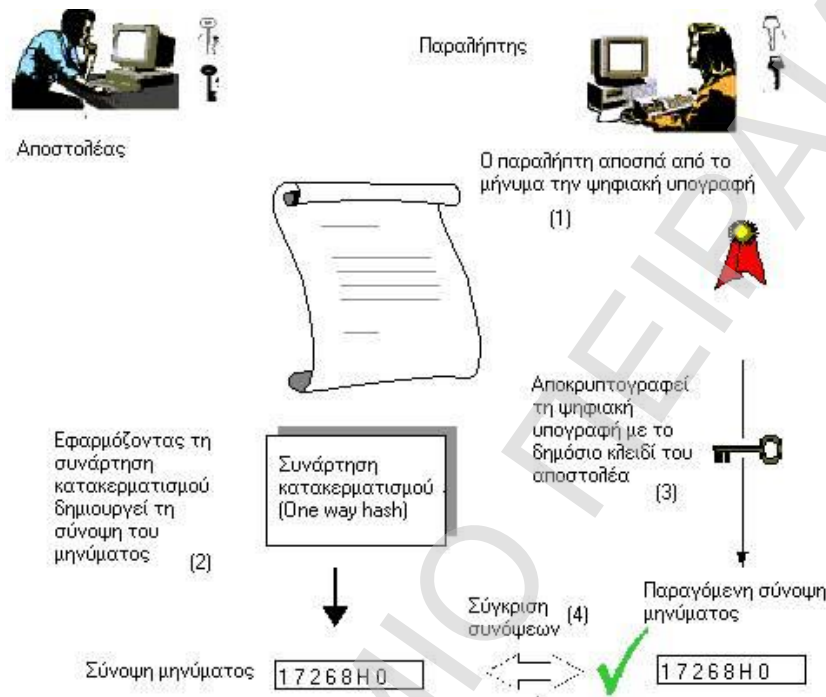 Παραλήπτης
Αποστολέας
Ο παραλήπτη αποσπά από το
μήνυμα την ψηφιακή υπογραφή
(1)
Αποκρυπτογραφεί
τη ψηφιακή
υπογραφή με το
δημόσιο κλειδί του
αποστολέα
(3)
Εφαρμόζοντας τη
συνάρτηση
κατακερματισμού
δημιουργεί τη
σύνοψη του
μηνύματος
(2)
Συνάρτηση
κατακερματισμού
(One way hash)
Παραγόμενη σύνοψη
μηνύματος
Σύγκριση
συνόψεων
(4)
Σύνοψη μηνύματος
17268H0
17268H0
ΜΙΟ ΠΕΙΡΑΙ